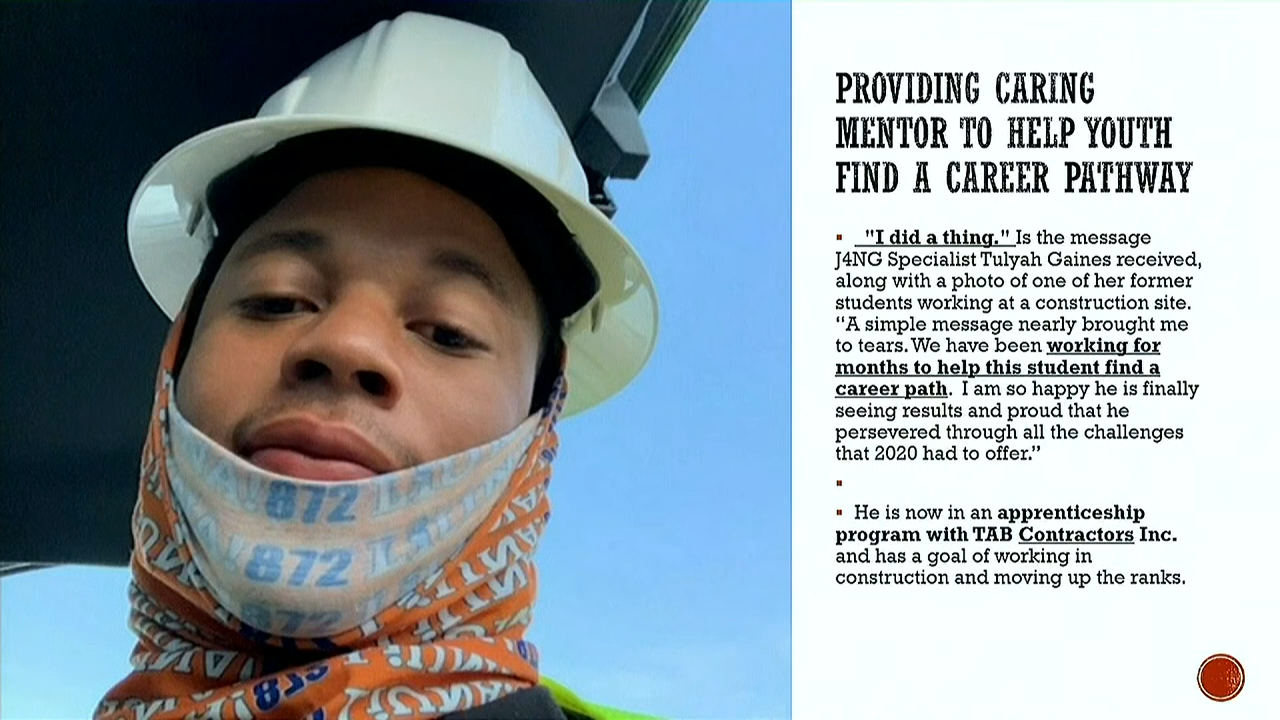 PROVIDING CARING
MENTOR TO HELP YOUTH
FIND A CAREER PATHWAY
"I did a thing." Is the message
J4NG Specialist Tulyah Gaines received,
along with a photo of one of her former
students working at a construction site.
“A simple message nearly brought me
to tears. We have been working for
months to help this student find a
career path. I am so happy he is finally
seeing results and proud that he
persevered through all the challenges
that 2020 had to offer.”
He is now in an apprenticeship
program with TAB Contractors Inc.
and has a goal of working in
construction and moving up the ranks.
872
872
872
872